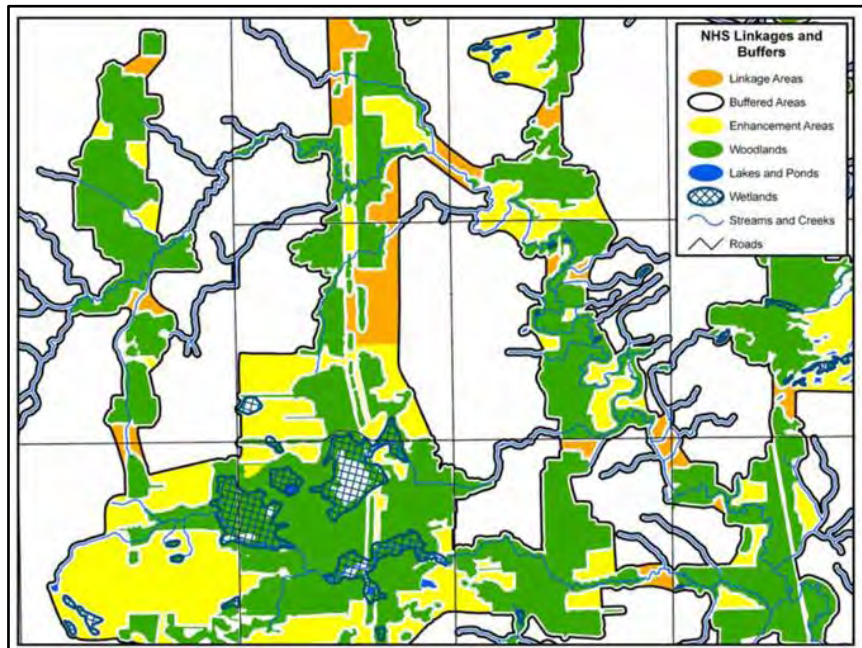 NHS Linkages and
Buffers
Linkage Areas
Buffered Areas
Enhancement Areas
Woodlands
Lakes and Ponds
Wetlands
Streams and Creeks
Roads